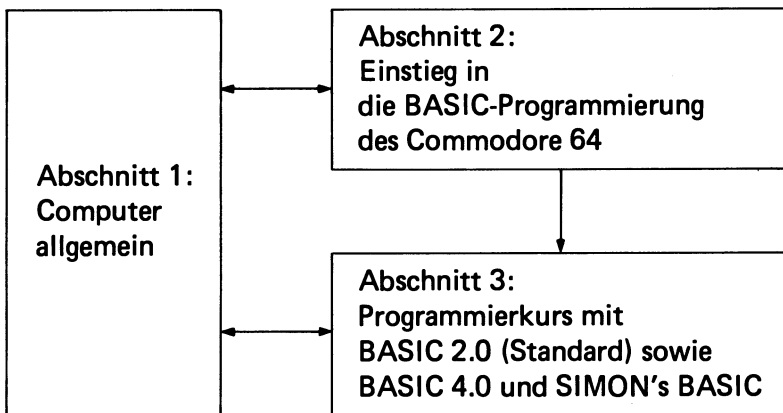 Abschnitt 1:
Computer
allgemein
Abschnitt 2:
Einstieg in
die BASIC-Programmierung
des Commodore 64
Abschnitt 3:
Programmierkurs mit
BASIC 2.0 (Standard) sowie
BASIC 4.0 und SIMON's BASIC